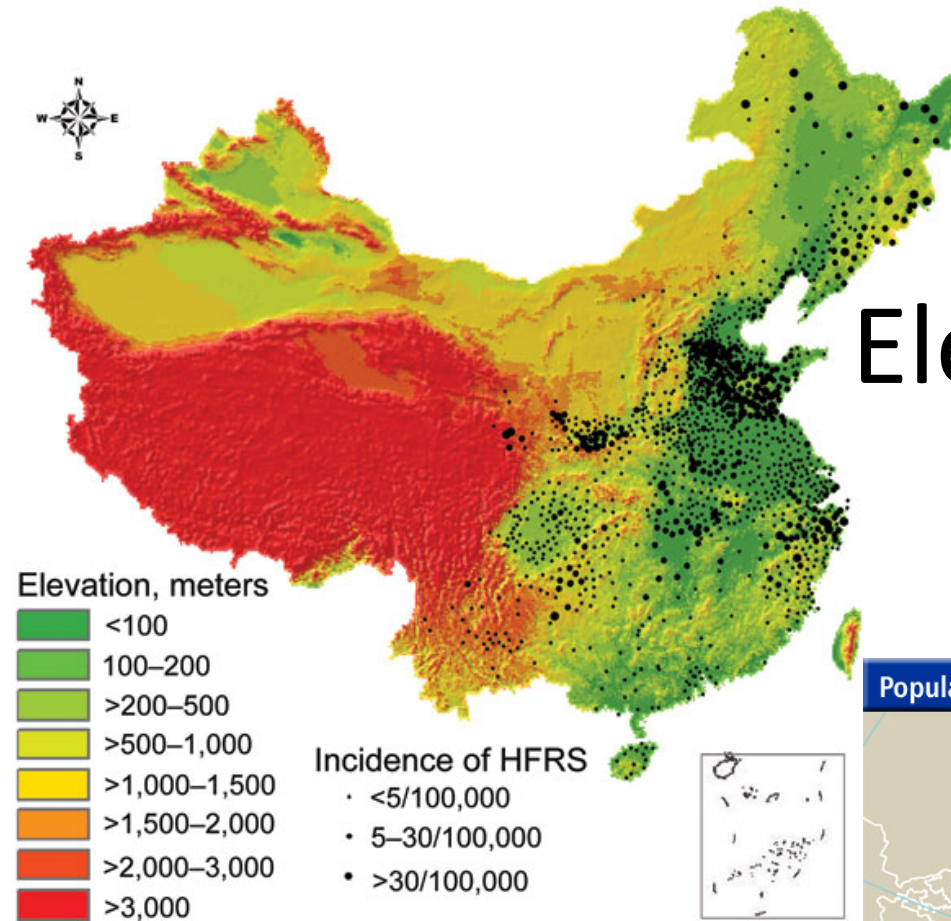 N
W E
S
Ele
Elevation, meters
<100
100–200
>200–500
>500–1,000
>1,000–1,500
>1,500–2,000
>2,000–3,000
>3,000
Incidence of HFRS
<5/100,000
5–30/100,000
>30/100,000
Popula